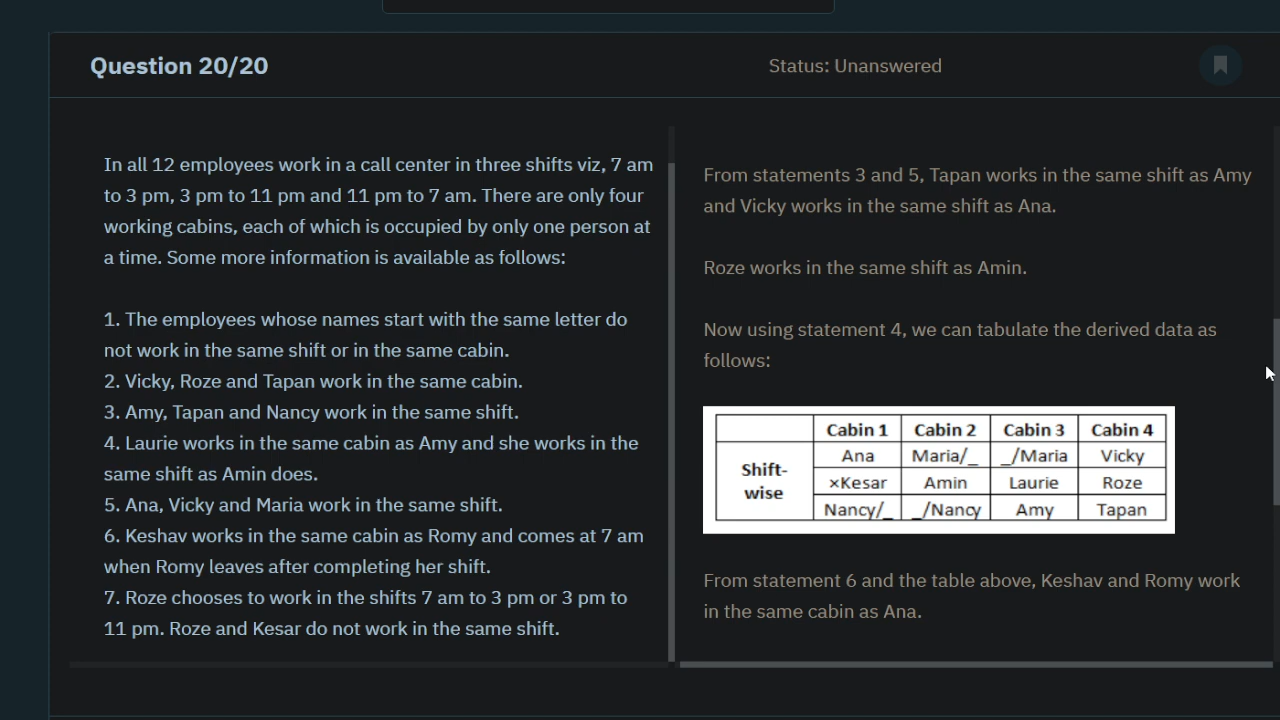 Question 20/20
Status: Unanswered
In all 12 employees work in a call center in three shifts viz, 7 am
to 3 pm, 3 pm to 11 pm and 11 pm to 7 am. There are only four
working cabins, each of which is occupied by only one person at
a time. Some more information is available as follows:
1. The employees whose names start with the same letter do
not work in the same shift or in the same cabin.
2. Vicky, Roze and Tapan work in the same cabin.
3. Amy, Tapan and Nancy work in the same shift.
4. Laurie works in the same cabin as Amy and she works in the
same shift as Amin does.
5. Ana, Vicky and Maria work in the same shift.
6. Keshav works in the same cabin as Romy and comes at 7 am
when Romy leaves after completing her shift.
7. Roze chooses to work in the shifts 7 am to 3 pm or 3 pm to
11 pm. Roze and Kesar do not work in the same shift.
From statements 3 and 5, Tapan works in the same shift as Amy
and Vicky works in the same shift as Ana.
Roze works in the same shift as Amin.
Now using statement 4, we can tabulate the derived data as
follows:
Cabin 1 Cabin 2 Cabin 3 Cabin 4
Shift-wise
Ana Maria/_ _/Maria Vicky
×Kesar Amin Laurie Roze
Nancy/_ _/Nancy Amy Tapan
From statement 6 and the table above, Keshav and Romy work
in the same cabin as Ana.